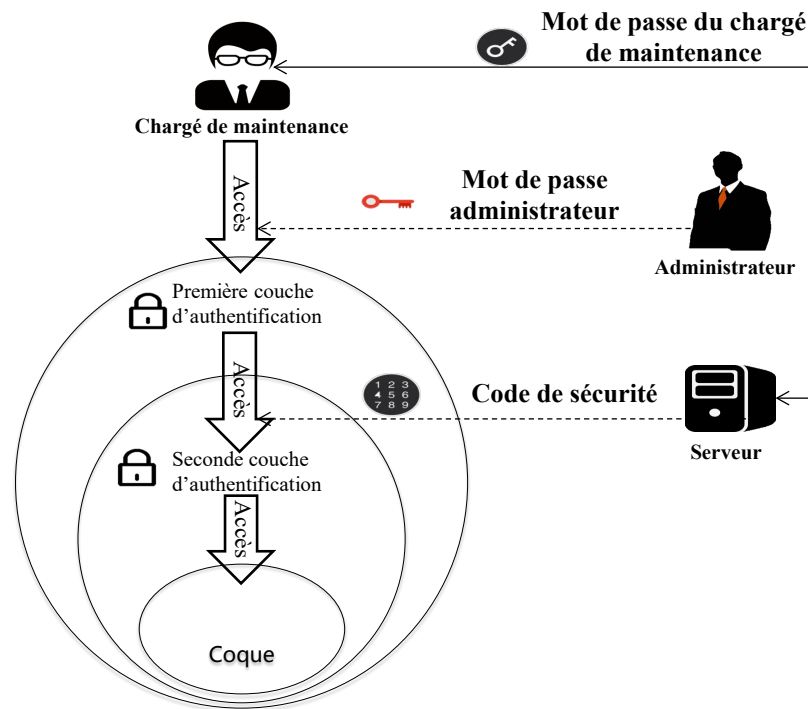 Mot de passe du chargé
de maintenance
Chargé de maintenance
Accès
Mot de passe
administrateur
Administrateur
Première couche
d’authentification
Accès
1 2 3
4 5 6
7 8 9
Code de sécurité
Serveur
Seconde couche
d’authentification
Accès
Coque